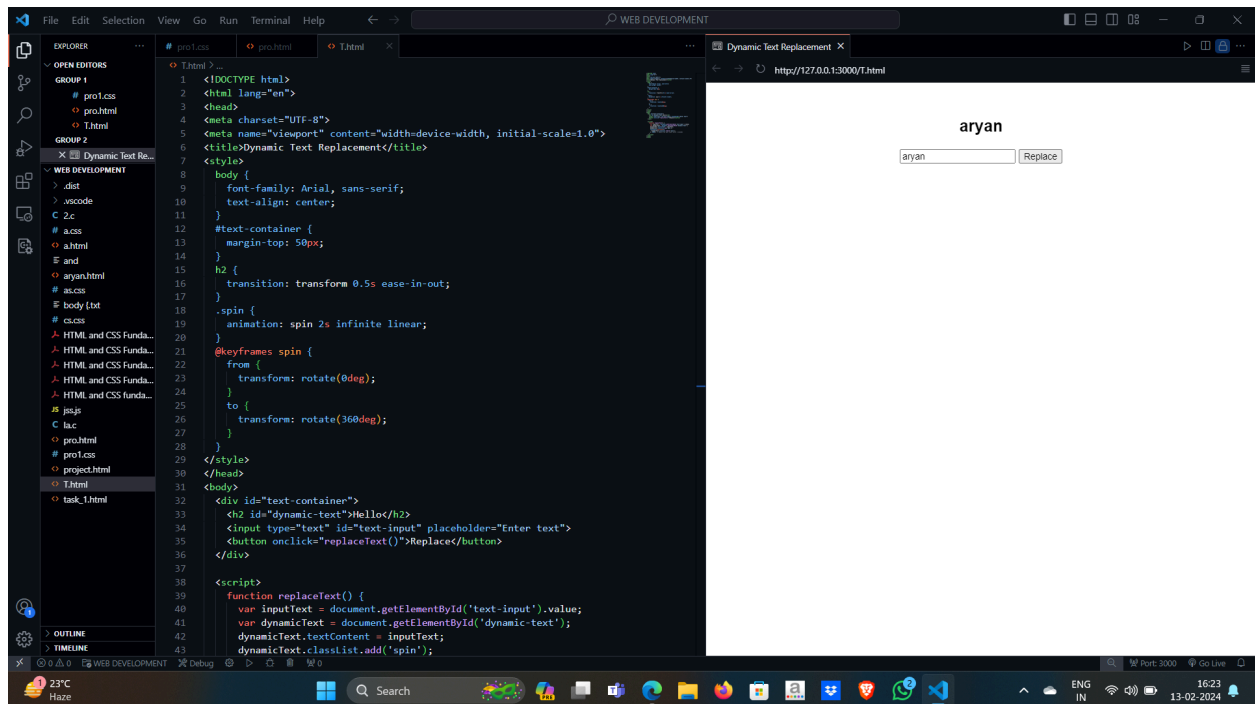 File Edit Selection View Go Run Terminal Help
WEB DEVELOPMENT
EXPLORER
OPEN EDITORS
GROUP 1
# pro1.css
pro.html
T.html
GROUP 2
Dynamic Text Re...
WEB DEVELOPMENT
.dist
.vscode
C 2.c
# a.css
a.html
and
aryan.html
# as.css
body {.txt
# cs.css
HTML and CSS Funda...
HTML and CSS Funda...
HTML and CSS Funda...
HTML and CSS Funda...
HTML and CSS funda...
JS jss.js
C la.c
pro.html
# pro1.css
project.html
T.html
task_1.html
OUTLINE
TIMELINE
# pro1.css pro.html T.html
T.html > ...
1 <!DOCTYPE html>
2 <html lang="en">
3 <head>
4 <meta charset="UTF-8">
5 <meta name="viewport" content="width=device-width, initial-scale=1.0">
6 <title>Dynamic Text Replacement</title>
7 <style>
8 body {
9 font-family: Arial, sans-serif;
10 text-align: center;
11 }
12 #text-container {
13 margin-top: 50px;
14 }
15 h2 {
16 transition: transform 0.5s ease-in-out;
17 }
18 .spin {
19 animation: spin 2s infinite linear;
20 }
21 @keyframes spin {
22 from {
23 transform: rotate(0deg);
24 }
25 to {
26 transform: rotate(360deg);
27 }
28 }
29 </style>
30 </head>
31 <body>
32 <div id="text-container">
33 <h2 id="dynamic-text">Hello</h2>
34 <input type="text" id="text-input" placeholder="Enter text">
35 <button onclick="replaceText()">Replace</button>
36 </div>
37
38 <script>
39 function replaceText() {
40 var inputText = document.getElementById('text-input').value;
41 var dynamicText = document.getElementById('dynamic-text');
42 dynamicText.textContent = inputText;
43 dynamicText.classList.add('spin');
Dynamic Text Replacement
http://127.0.0.1:3000/T.html
aryan
aryan Replace
0 0 WEB DEVELOPMENT Debug 0 Port: 3000 Go Live
1 23°C
Haze
Search
2
ENG
IN
16:23
13-02-2024